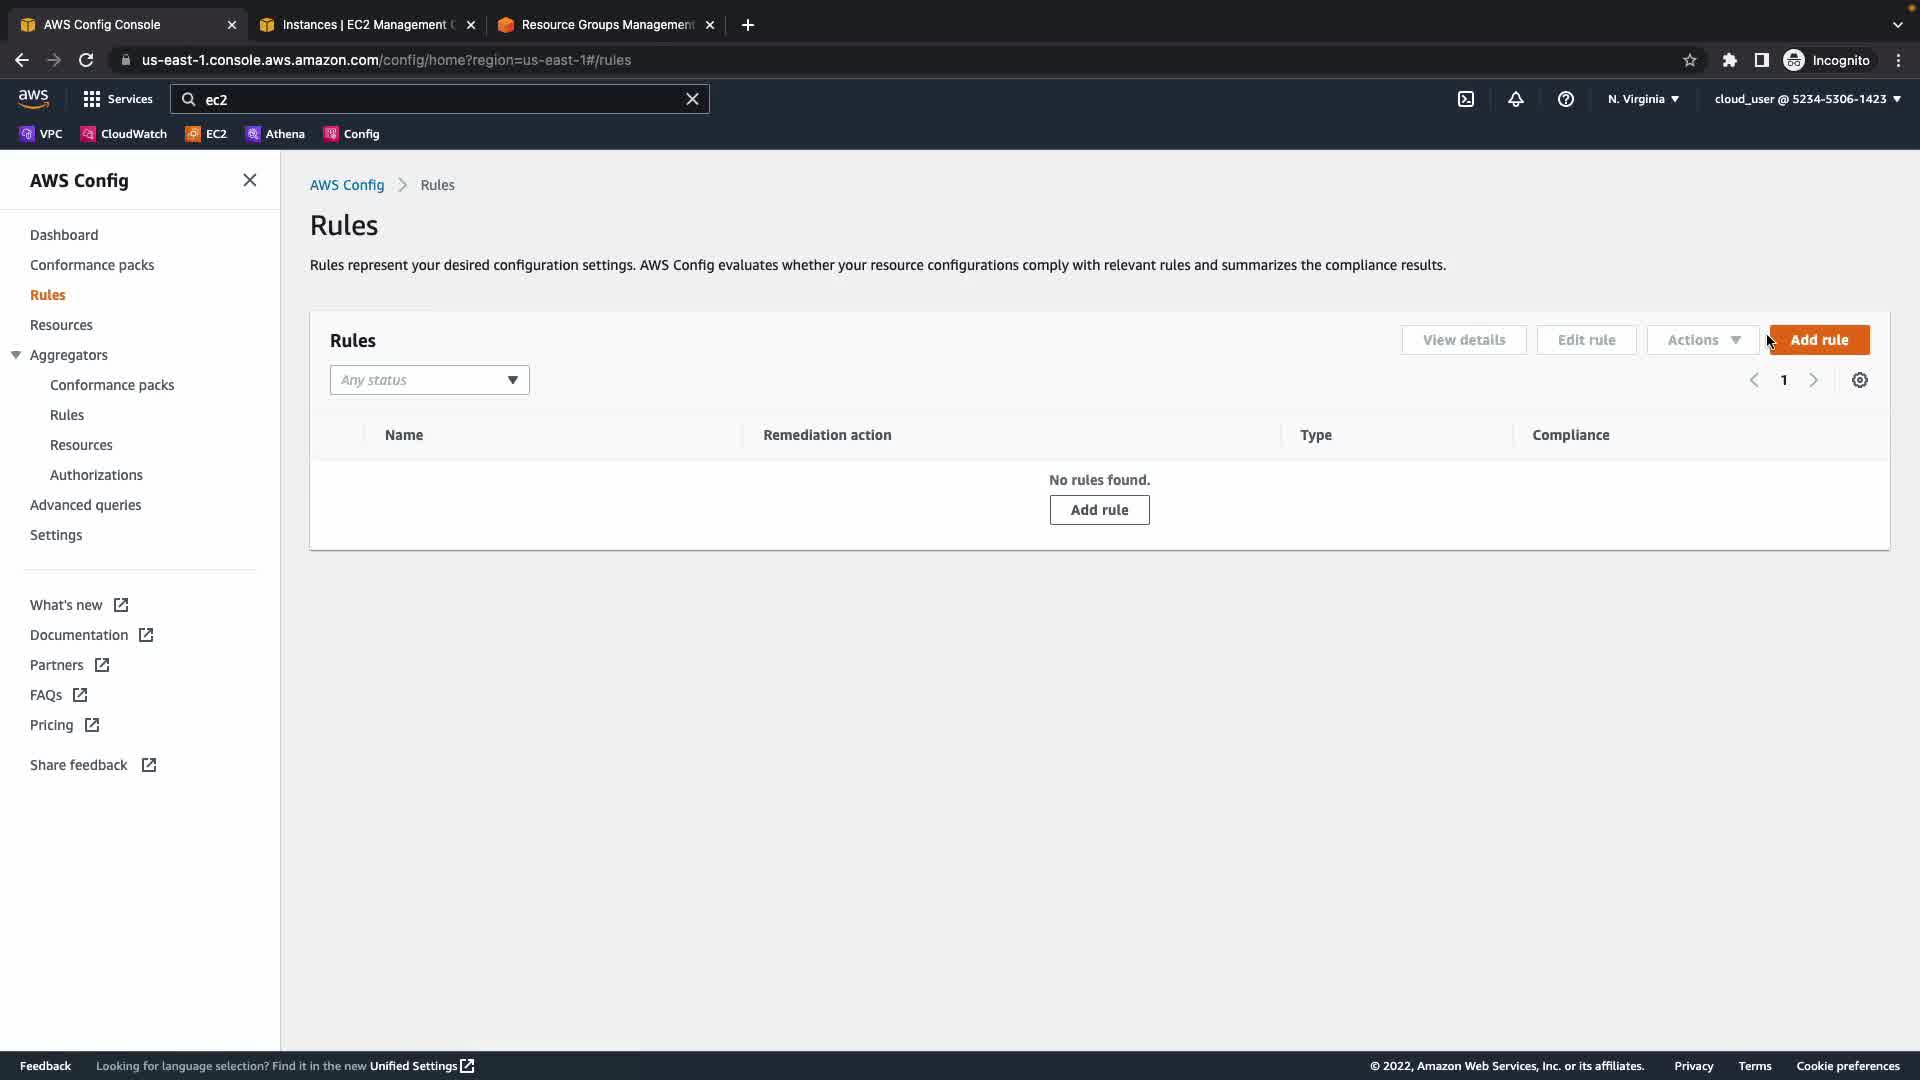 AWS Config Console
Instances | EC2 Management C
Resource Groups Management
us-east-1.console.aws.amazon.com/config/home?region=us-east-1#/rules
Incognito
aws
Services
ec2
N. Virginia
cloud_user @ 5234-5306-1423
VPC
CloudWatch
EC2
Athena
Config
AWS Config
Dashboard
Conformance packs
Rules
Resources
Aggregators
Conformance packs
Rules
Resources
Authorizations
Advanced queries
Settings
What's new
Documentation
Partners
FAQs
Pricing
Share feedback
AWS Config > Rules
Rules
Rules represent your desired configuration settings. AWS Config evaluates whether your resource configurations comply with relevant rules and summarizes the compliance results.
Rules
View details
Edit rule
Actions
Add rule
Any status
1
Name
Remediation action
Type
Compliance
No rules found.
Add rule
Feedback
Looking for language selection? Find it in the new Unified Settings
© 2022, Amazon Web Services, Inc. or its affiliates.
Privacy
Terms
Cookie preferences